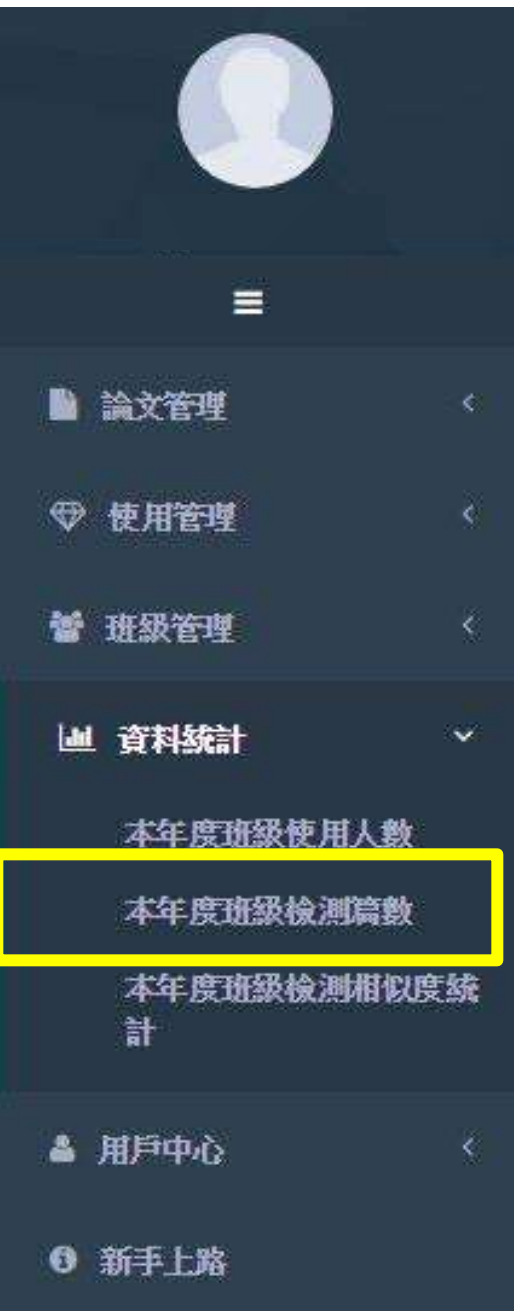 論文管理
使用管理
班級管理
資料統計
本年度班級使用人數
本年度班級檢測篇數
本年度班級檢測相似度統
計
用戶中心
新手上路